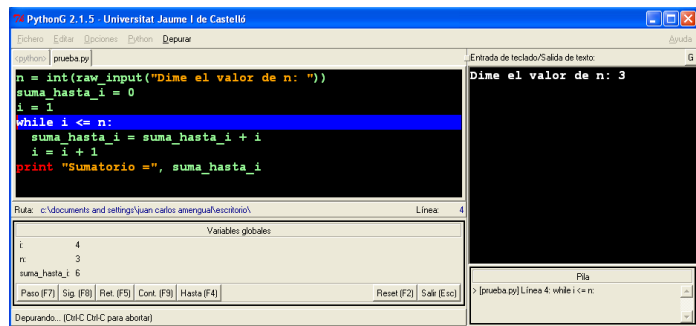 PythonG 2.1.5 - Universitat Jaume I de Castelló
Fichero Editar Opciones Python Depurar Ayuda
<pythong> prueba.py
n = int(raw_input("Dime el valor de n: "))
suma_hasta_i = 0
i = 1
while i <= n:
suma_hasta_i = suma_hasta_i + i
i = i + 1
print "Sumatorio =", suma_hasta_i
Ruta: c:\documents and settings\juan carlos amengual\escritorio\ Línea: 4
Variables globales
i: 4
n: 3
suma_hasta_i: 6
Paso (F7) Sig. (F8) Ret. (F5) Cont. (F9) Hasta (F4) Reset (F2) Salir (Esc)
Depurando... (Ctrl-C Ctrl-C para abortar)
Entrada de teclado/Salida de texto: G
Dime el valor de n: 3
Pila
> [prueba.py] Línea 4: while i <= n: